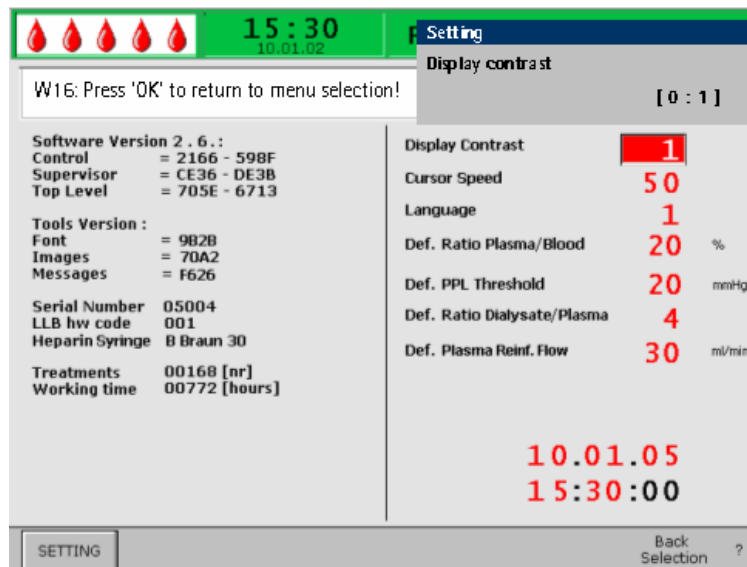 15:30
10.01.02
Setting
Display contrast
[0:1]
W16: Press 'OK' to return to menu selection!
Software Version 2.6.:
Control = 2166 - 598F
Supervisor = CE36 - DE3B
Top Level = 705E - 6713
Tools Version :
Font = 9B2B
Images = 70A2
Messages = F626
Serial Number 05004
LLB hw code 001
Heparin Syringe B Braun 30
Treatments 00168 [nr]
Working time 00772 [hours]
Display Contrast 1
Cursor Speed 50
Language 1
Def. Ratio Plasma/Blood 20 %
Def. PPL Threshold 20 mmHg
Def. Ratio Dialysate/Plasma 4
Def. Plasma Reinf. Flow 30 ml/min
10.01.05
15:30:00
SETTING
Back
Selection
?